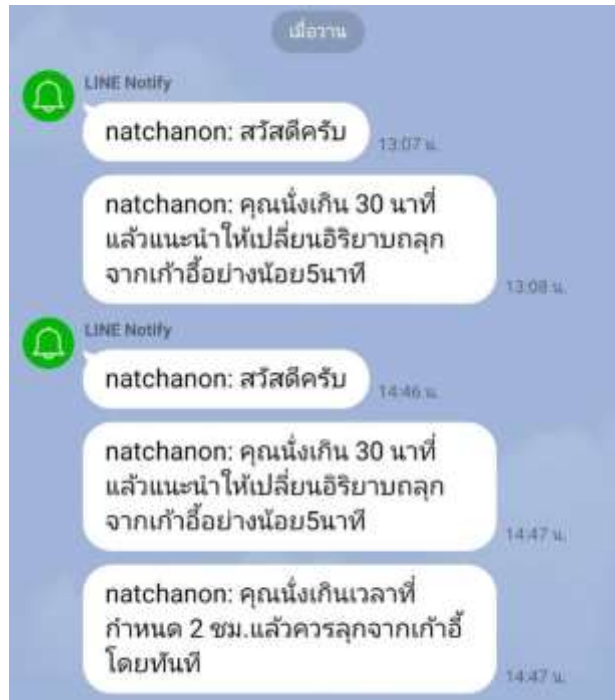 เมื่อวาน
LINE Notify
natchanon: สวัสดีครับ
13:07 น.
natchanon: คุณนั่งเกิน 30 นาที
แล้วแนะนำให้เปลี่ยนอิริยาบถลุก
จากเก้าอี้อย่างน้อย5นาที
13:08 น.
LINE Notify
natchanon: สวัสดีครับ
14:46 น.
natchanon: คุณนั่งเกิน 30 นาที
แล้วแนะนำให้เปลี่ยนอิริยาบถลุก
จากเก้าอี้อย่างน้อย5นาที
14:47 น.
natchanon: คุณนั่งเกินเวลาที่
กำหนด 2 ชม.แล้วควรลุกจากเก้าอี้
โดยทันที
14:47 น.